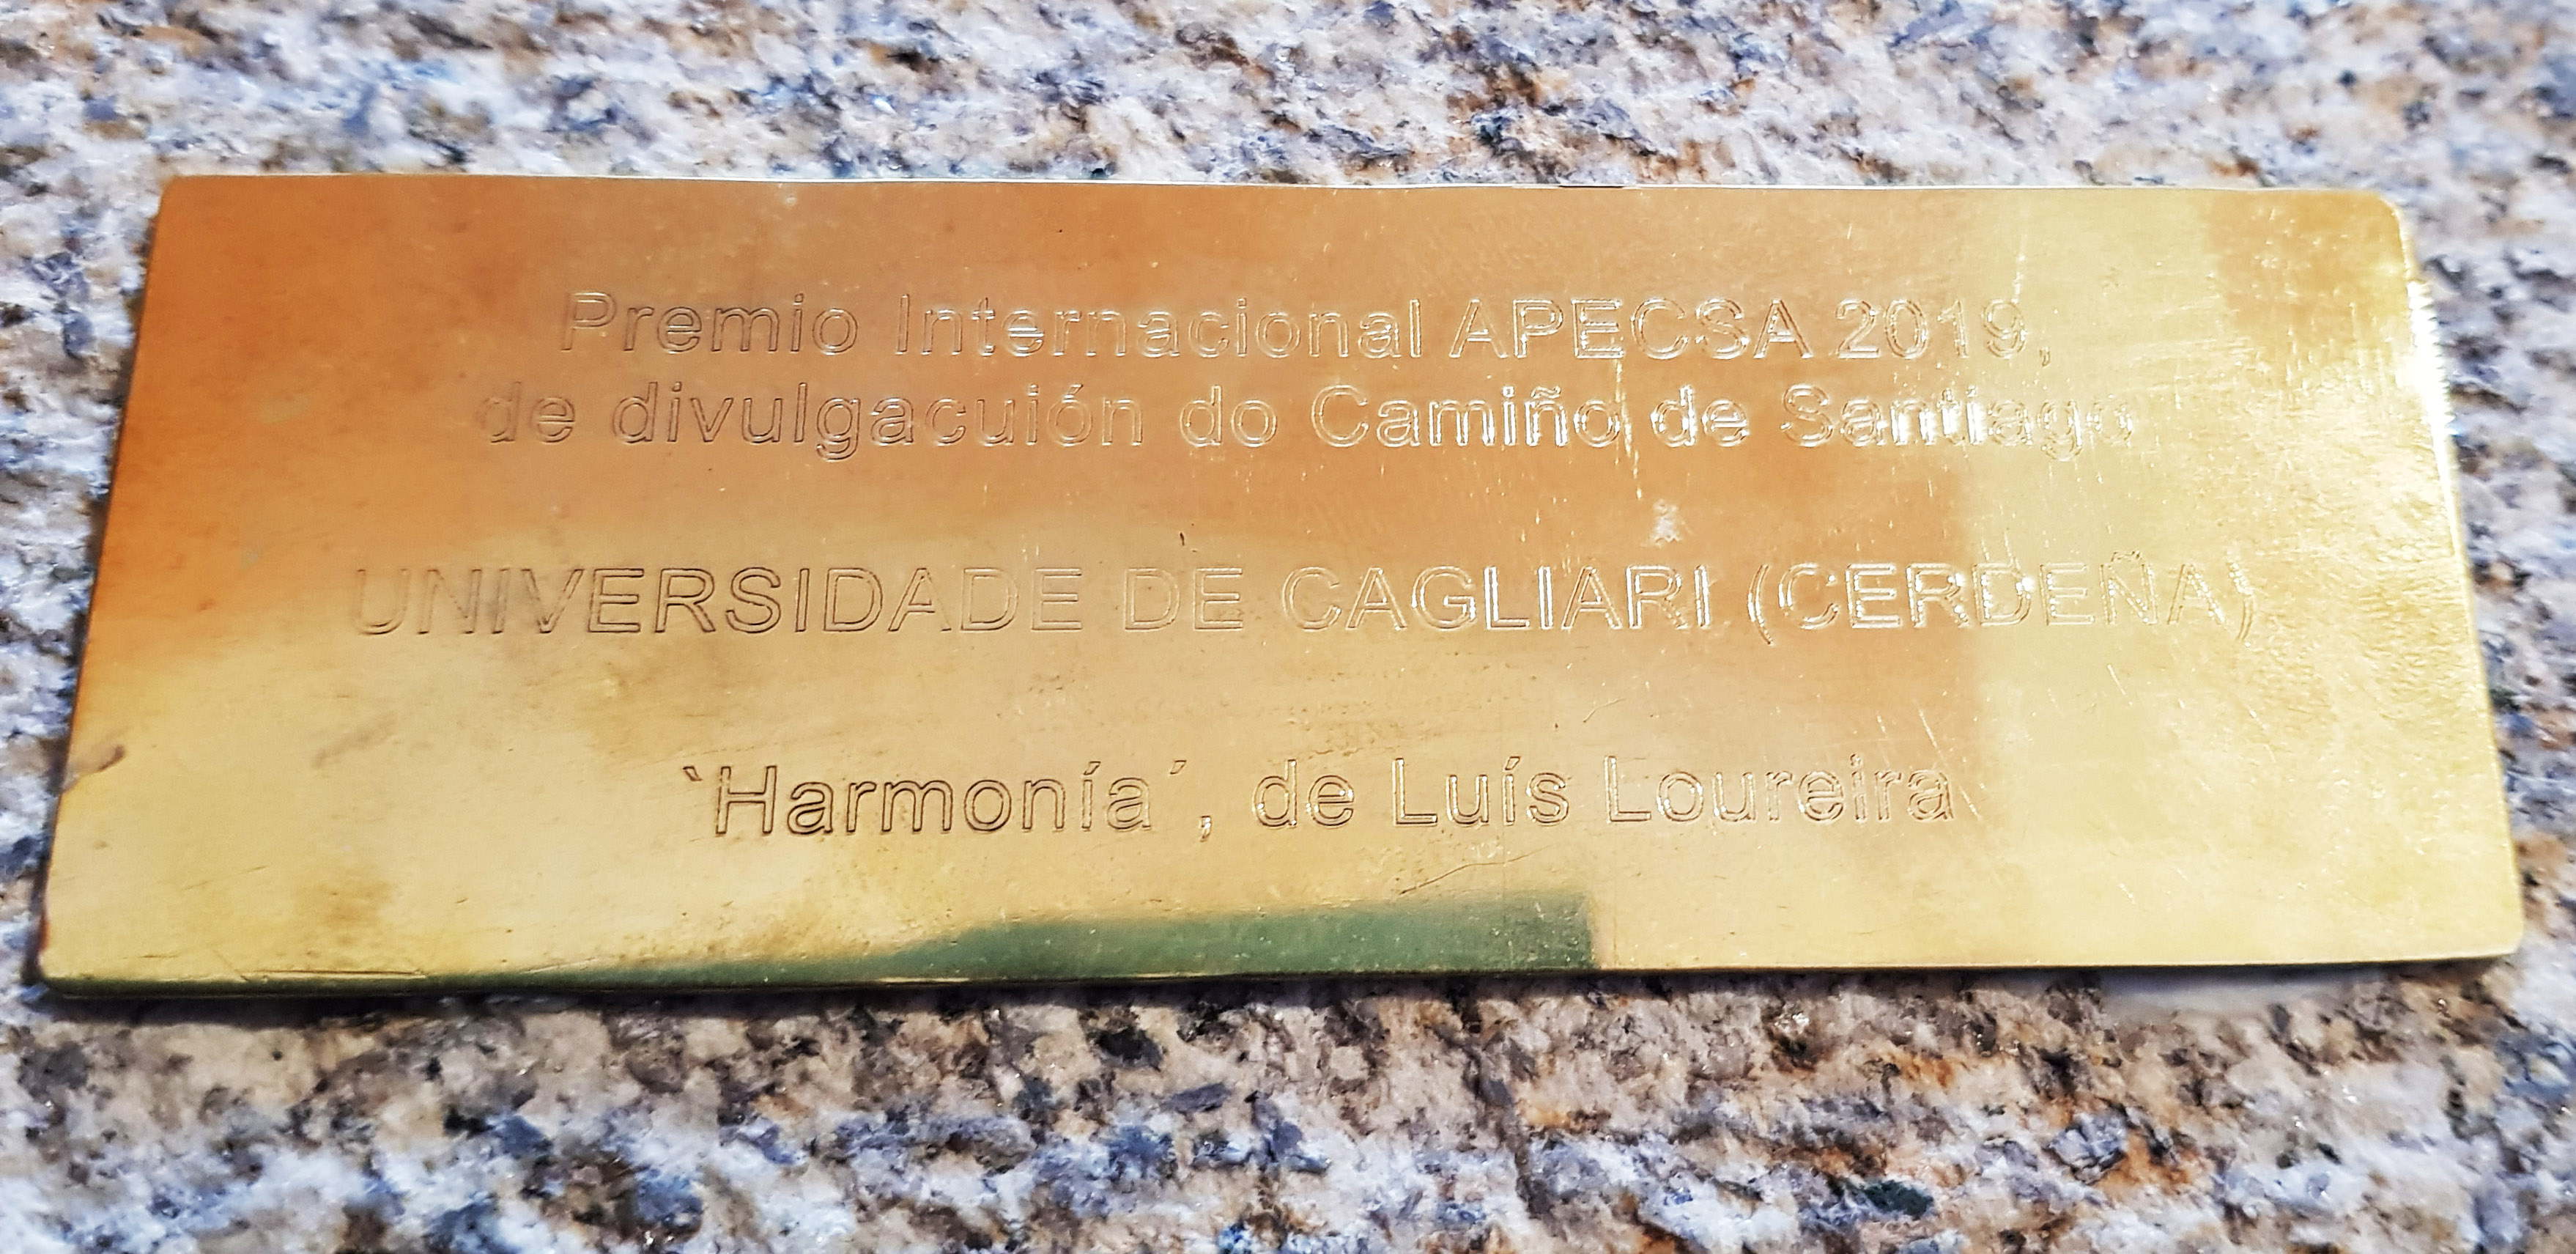 Premio Internacional APECSA 2019,
de divulgacuión do Camiño de Santiago
UNIVERSIDADE DE CAGLIARI (CERDEÑA)
`Harmonía´, de Luís Loureira